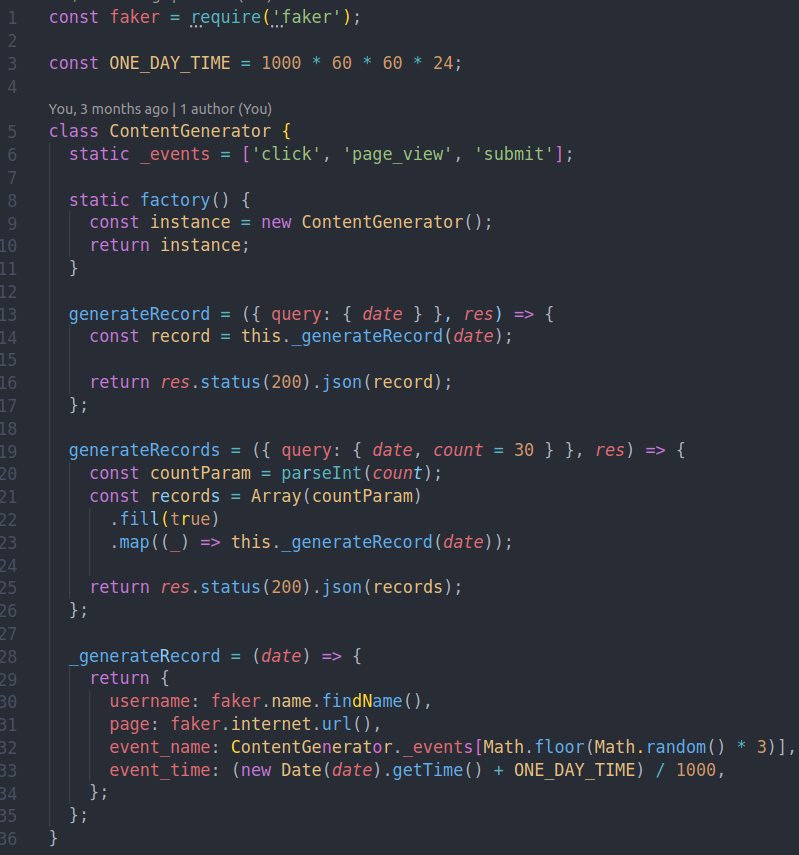 1 const faker = require('faker');
2
3 const ONE_DAY_TIME = 1000 * 60 * 60 * 24;
4
You, 3 months ago | 1 author (You)
5 class ContentGenerator {
6 static _events = ['click', 'page_view', 'submit'];
7
8 static factory() {
9 const instance = new ContentGenerator();
10 return instance;
11 }
12
13 generateRecord = ({ query: { date } }, res) => {
14 const record = this._generateRecord(date);
15
16 return res.status(200).json(record);
17 };
18
19 generateRecords = ({ query: { date, count = 30 } }, res) => {
20 const countParam = parseInt(count);
21 const records = Array(countParam)
22 .fill(true)
23 .map((_) => this._generateRecord(date));
24
25 return res.status(200).json(records);
26 };
27
28 _generateRecord = (date) => {
29 return {
30 username: faker.name.findName(),
31 page: faker.internet.url(),
32 event_name: ContentGenerator._events[Math.floor(Math.random() * 3)],
33 event_time: (new Date(date).getTime() + ONE_DAY_TIME) / 1000,
34 };
35 };
36 }